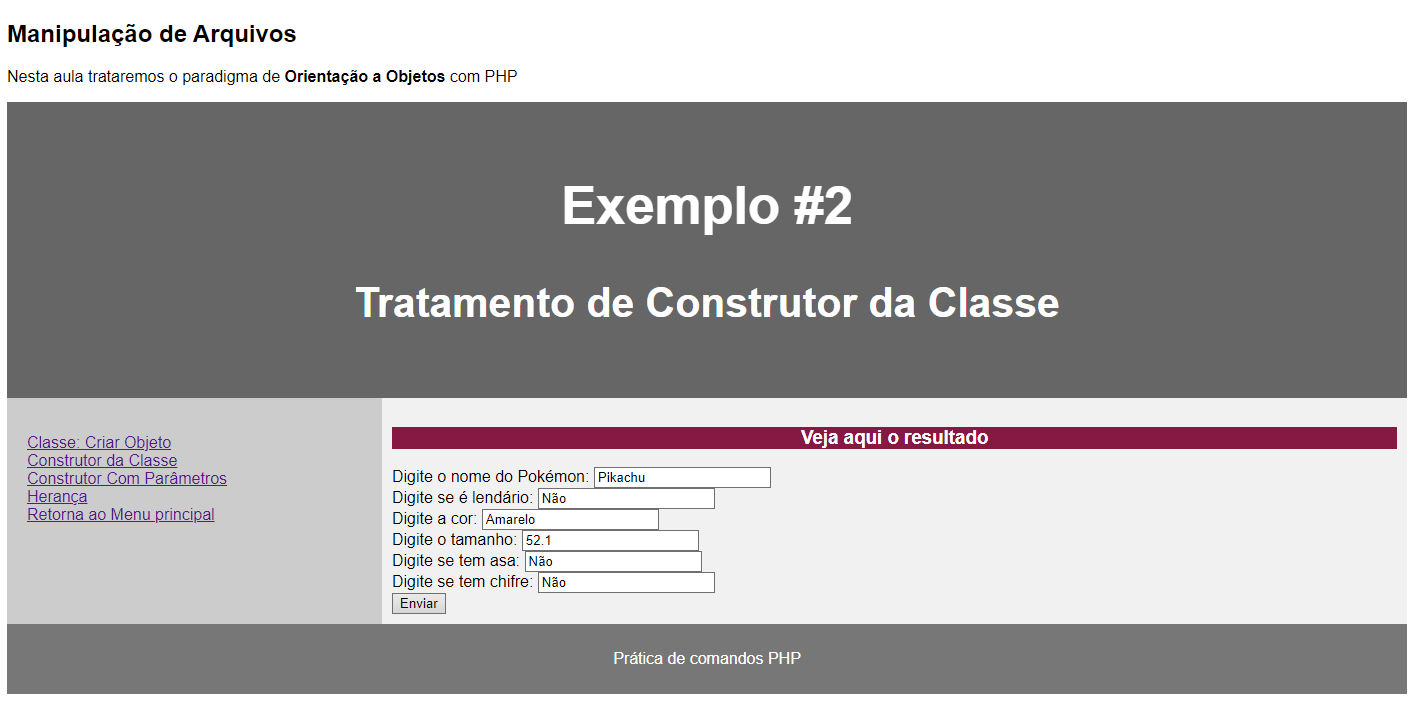 Manipulação de Arquivos
Nesta aula trataremos o paradigma de Orientação a Objetos com PHP
Exemplo #2
Tratamento de Construtor da Classe
Classe: Criar Objeto
Construtor da Classe
Construtor Com Parâmetros
Herança
Retorna ao Menu principal
Veja aqui o resultado
Digite o nome do Pokémon: Pikachu
Digite se é lendário: Não
Digite a cor: Amarelo
Digite o tamanho: 52.1
Digite se tem asa: Não
Digite se tem chifre: Não
Enviar
Prática de comandos PHP